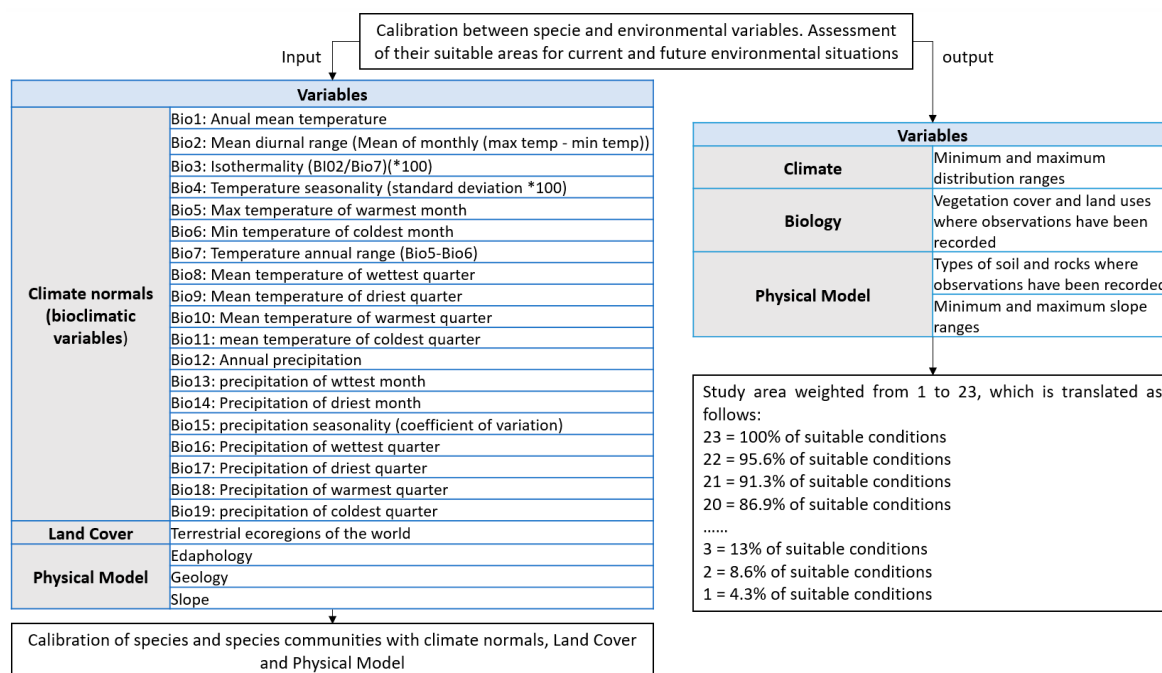 Calibration between specie and environmental variables. Assessment
of their suitable areas for current and future environmental situations
Input
output
Variables
Climate normals
(bioclimatic
variables)
Bio1: Anual mean temperature
Bio2: Mean diurnal range (Mean of monthly (max temp - min temp))
Bio3: Isothermality (BI02/Bio7)(*100)
Bio4: Temperature seasonality (standard deviation *100)
Bio5: Max temperature of warmest month
Bio6: Min temperature of coldest month
Bio7: Temperature annual range (Bio5-Bio6)
Bio8: Mean temperature of wettest quarter
Bio9: Mean temperature of driest quarter
Bio10: Mean temperature of warmest quarter
Bio11: mean temperature of coldest quarter
Bio12: Annual precipitation
Bio13: precipitation of wttest month
Bio14: Precipitation of driest month
Bio15: precipitation seasonality (coefficient of variation)
Bio16: Precipitation of wettest quarter
Bio17: Precipitation of driest quarter
Bio18: Precipitation of warmest quarter
Bio19: precipitation of coldest quarter
Land Cover
Terrestrial ecoregions of the world
Physical Model
Edaphology
Geology
Slope
Calibration of species and species communities with climate normals, Land Cover
and Physical Model
Variables
Climate
Minimum and maximum
distribution ranges
Biology
Vegetation cover and land uses
where observations have been
recorded
Physical Model
Types of soil and rocks where
observations have been recorded
Minimum and maximum slope
ranges
Study area weighted from 1 to 23, which is translated as
follows:
23 = 100% of suitable conditions
22 = 95.6% of suitable conditions
21 = 91.3% of suitable conditions
20 = 86.9% of suitable conditions
......
3 = 13% of suitable conditions
2 = 8.6% of suitable conditions
1 = 4.3% of suitable conditions